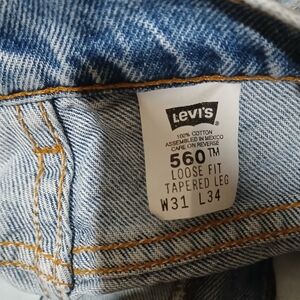 LEVI'S
100% COTTON
ASSEMBLED IN MEXICO
CARE ON REVERSE
560™
LOOSE FIT
TAPERED LEG
W31 L34